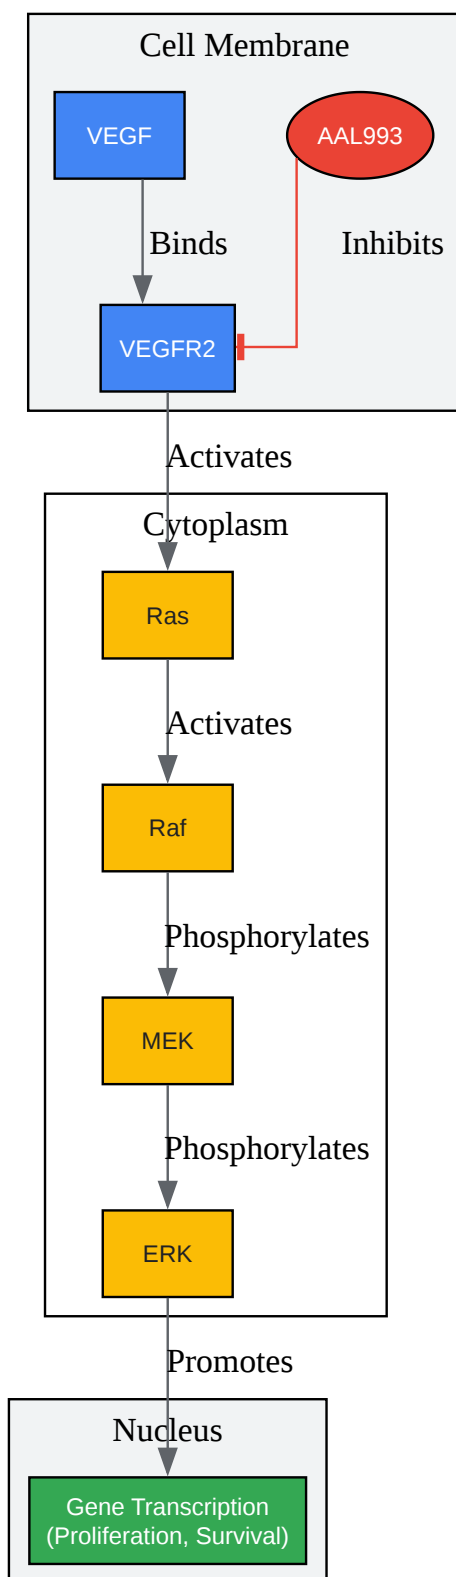 Cell Membrane
VEGF
AAL993
Binds
Inhibits
VEGFR2
Activates
Cytoplasm
Ras
Activates
Raf
Phosphorylates
MEK
Phosphorylates
ERK
Promotes
Nucleus
Gene Transcription
(Proliferation, Survival)